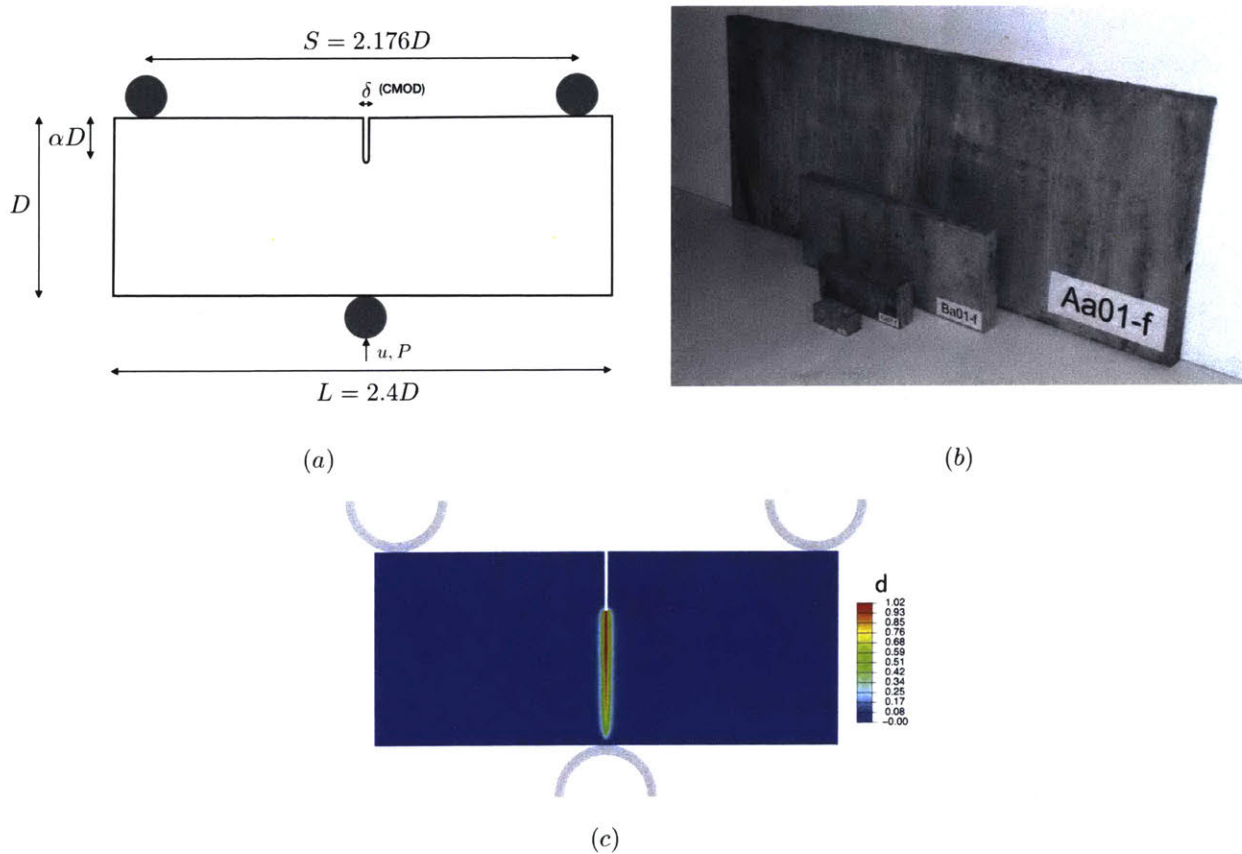 S = 2.176D
δ (CMOD)
αD
D
u, P
L = 2.4D
(a)
Ba01-f
Aa01-f
(b)
d
1.02
0.93
0.85
0.76
0.68
0.59
0.51
0.42
0.34
0.25
0.17
0.08
−0.00
(c)